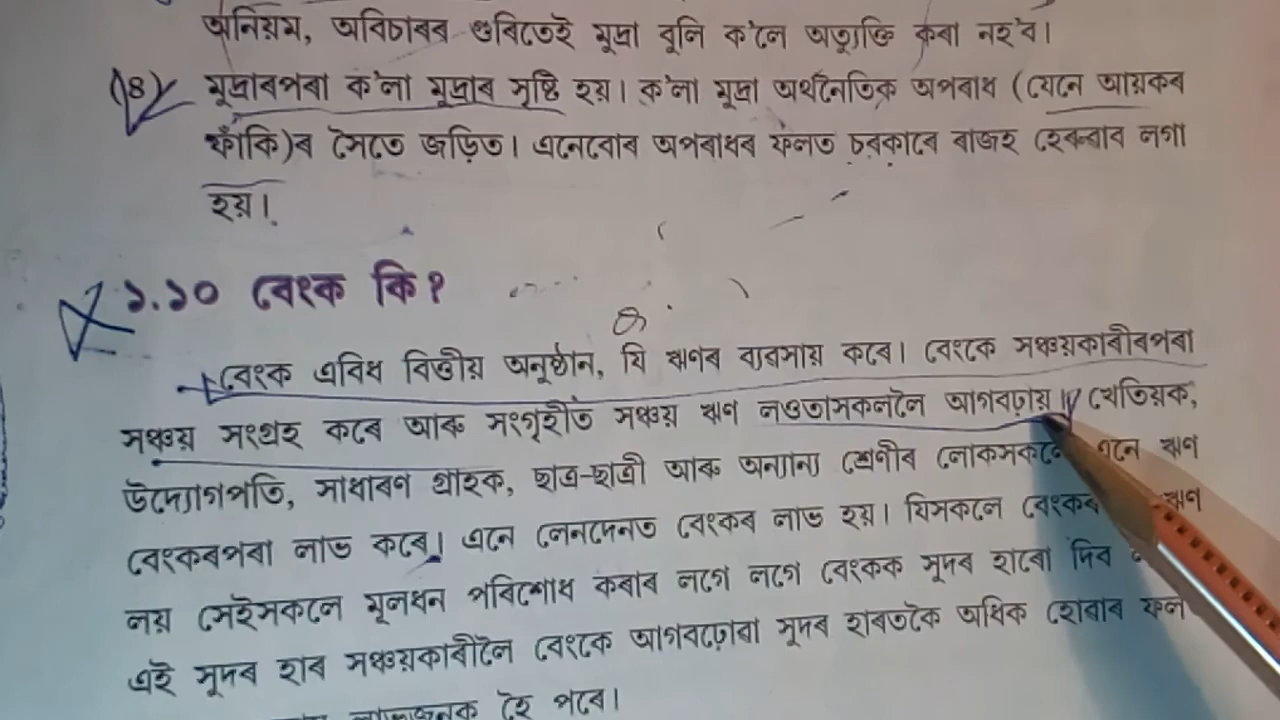 অনিয়ম, অবিচাৰৰ গুৰিতেই মুদ্ৰা বুলি ক'লে অত্যুক্তি কৰা নহ'ব।
(১৪) মুদ্ৰাৰপৰা ক'লা মুদ্ৰাৰ সৃষ্টি হয়। ক'লা মুদ্ৰা অৰ্থনৈতিক অপৰাধ (যেনে আয়কৰ
ফাঁকি)ৰ সৈতে জড়িত। এনেবোৰ অপৰাধৰ ফলত চৰকাৰে ৰাজহ হেৰুৱাব লগা
হয়।
১.১০ বেংক কি?
বেংক এবিধ বিত্তীয় অনুষ্ঠান, যি ঋণৰ ব্যৱসায় কৰে। বেংকে সঞ্চয়কাৰীৰপৰা
সঞ্চয় সংগ্ৰহ কৰে আৰু সংগৃহীত সঞ্চয় ঋণ লওতাসকললৈ আগবঢ়ায়। খেতিয়ক,
উদ্যোগপতি, সাধাৰণ গ্ৰাহক, ছাত্ৰ-ছাত্ৰী আৰু অন্যান্য শ্ৰেণীৰ লোকসকলে এনে ঋণ
বেংকৰপৰা লাভ কৰে। এনে লেনদেনত বেংকৰ লাভ হয়। যিসকলে বেংকৰ ঋণ
লয় সেইসকলে মূলধন পৰিশোধ কৰাৰ লগে লগে বেংকক সূদৰ হাৰো দিব
এই সূদৰ হাৰ সঞ্চয়কাৰীলৈ বেংকে আগবঢ়োৱা সূদৰ হাৰতকৈ অধিক হোৱাৰ ফল
লাভজনক হৈ পৰে।